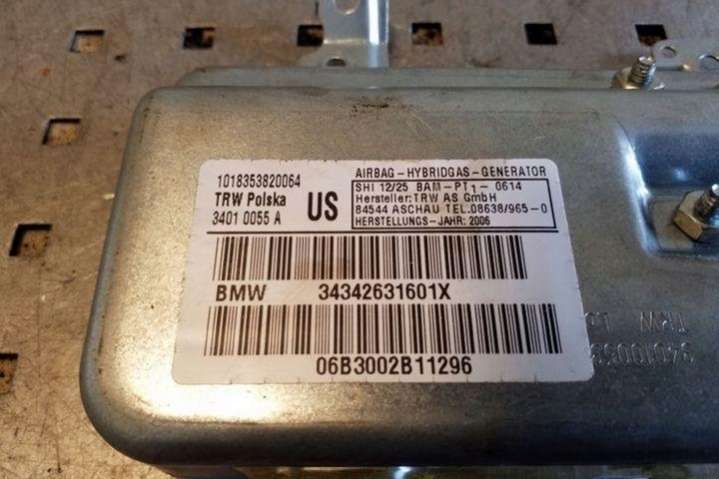 1018353820064
TRW Polska
3401 0055 A
US
AIRBAG-HYBRIDGAS-GENERATOR
SHI 12/25 BAM-PT1-0614
Hersteller:TRW AS GmbH
84544 ASCHAU TEL.08638/965-0
HERSTELLUNGS-JAHR: 2006
BMW 34342631601X
06B3002B11296
TRW